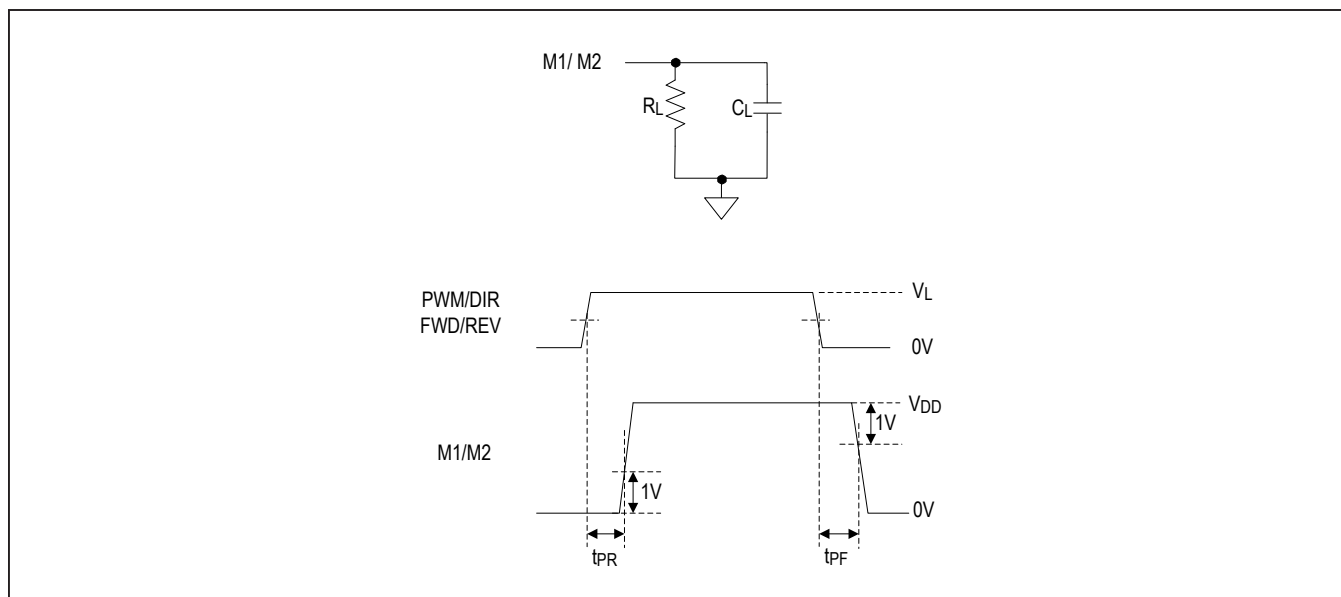 M1/ M2
RL
CL
PWM/DIR
FWD/REV
VL
0V
VDD
1V
M1/M2
1V
0V
tPR
tPF